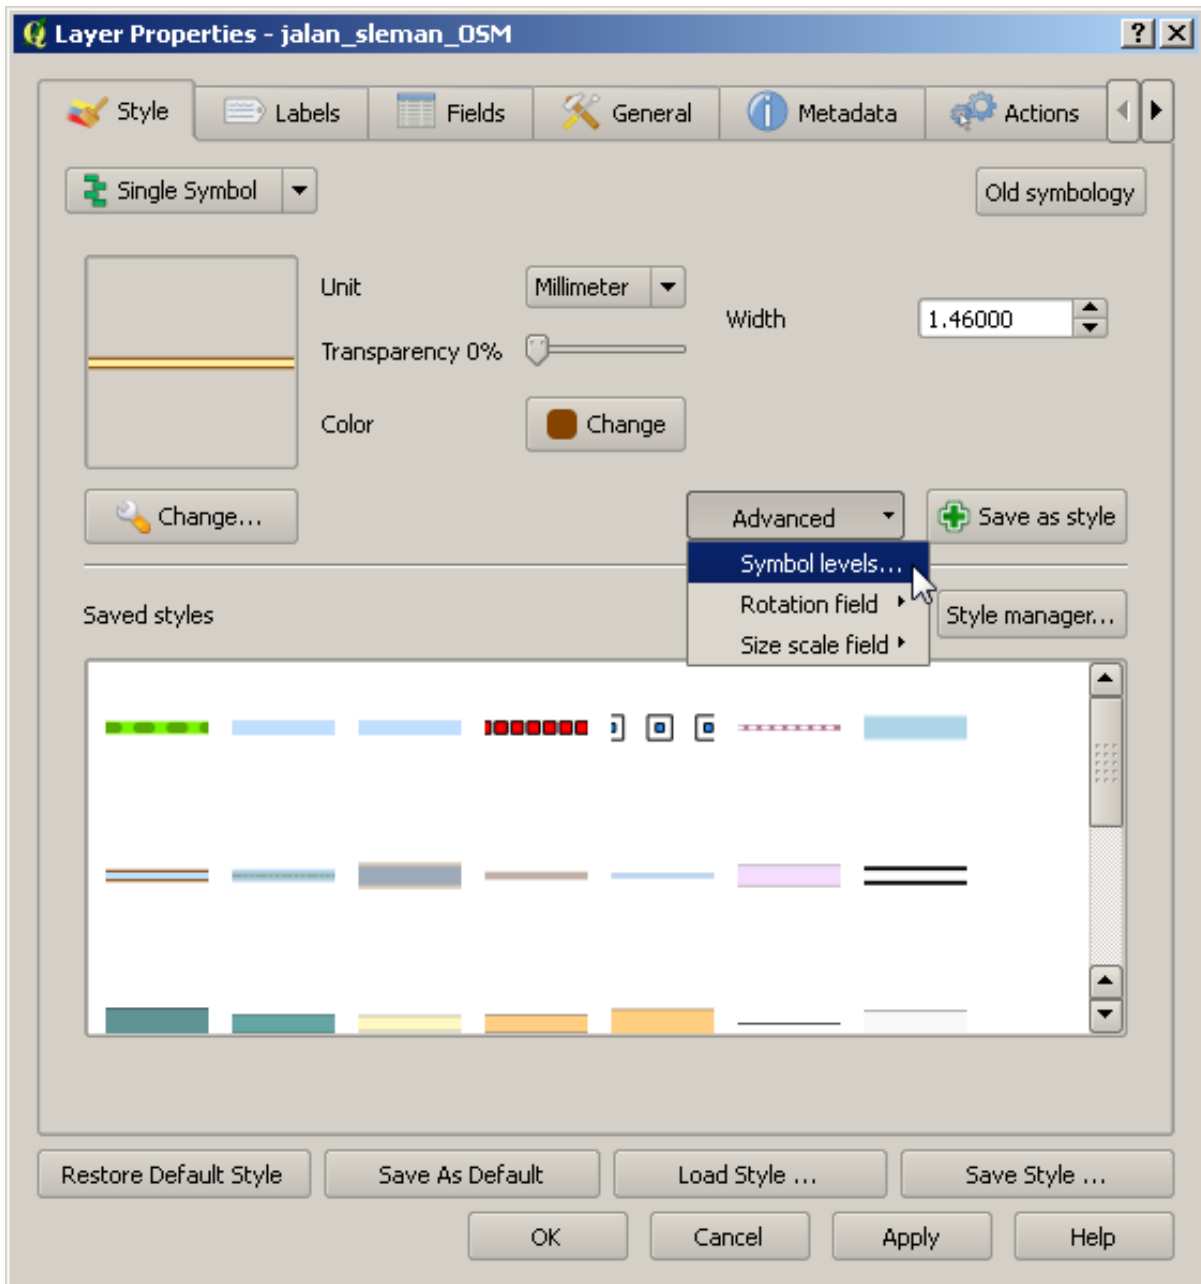 Layer Properties - jalan_sleman_OSM
Style Labels Fields General Metadata Actions
Single Symbol Old symbology
Unit Millimeter
Width 1.46000
Transparency 0%
Color Change
Change... Advanced Save as style
Symbol levels...
Rotation field
Saved styles Style manager...
Size scale field
Restore Default Style Save As Default Load Style ... Save Style ...
OK Cancel Apply Help